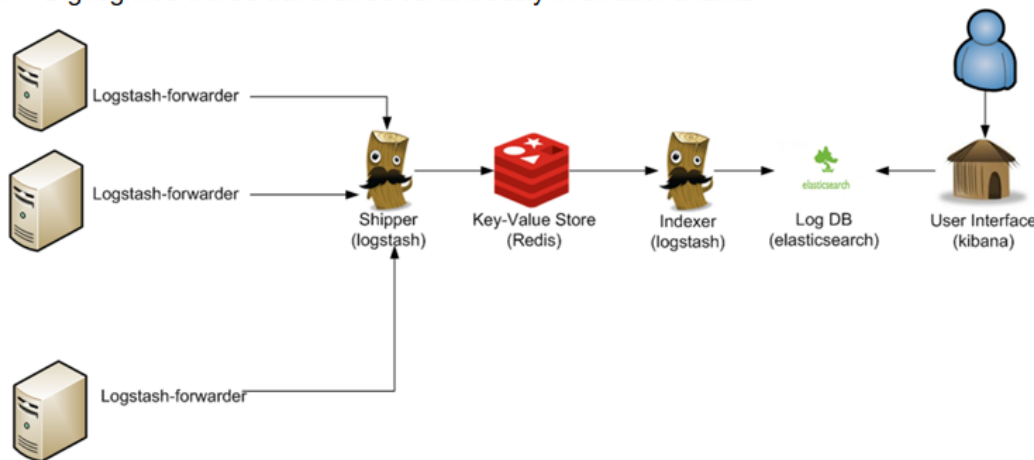 Logstash-forwarder
Logstash-forwarder
Shipper
(logstash)
Key-Value Store
(Redis)
Indexer
(logstash)
elasticsearch
Log DB
(elasticsearch)
User Interface
(kibana)
Logstash-forwarder